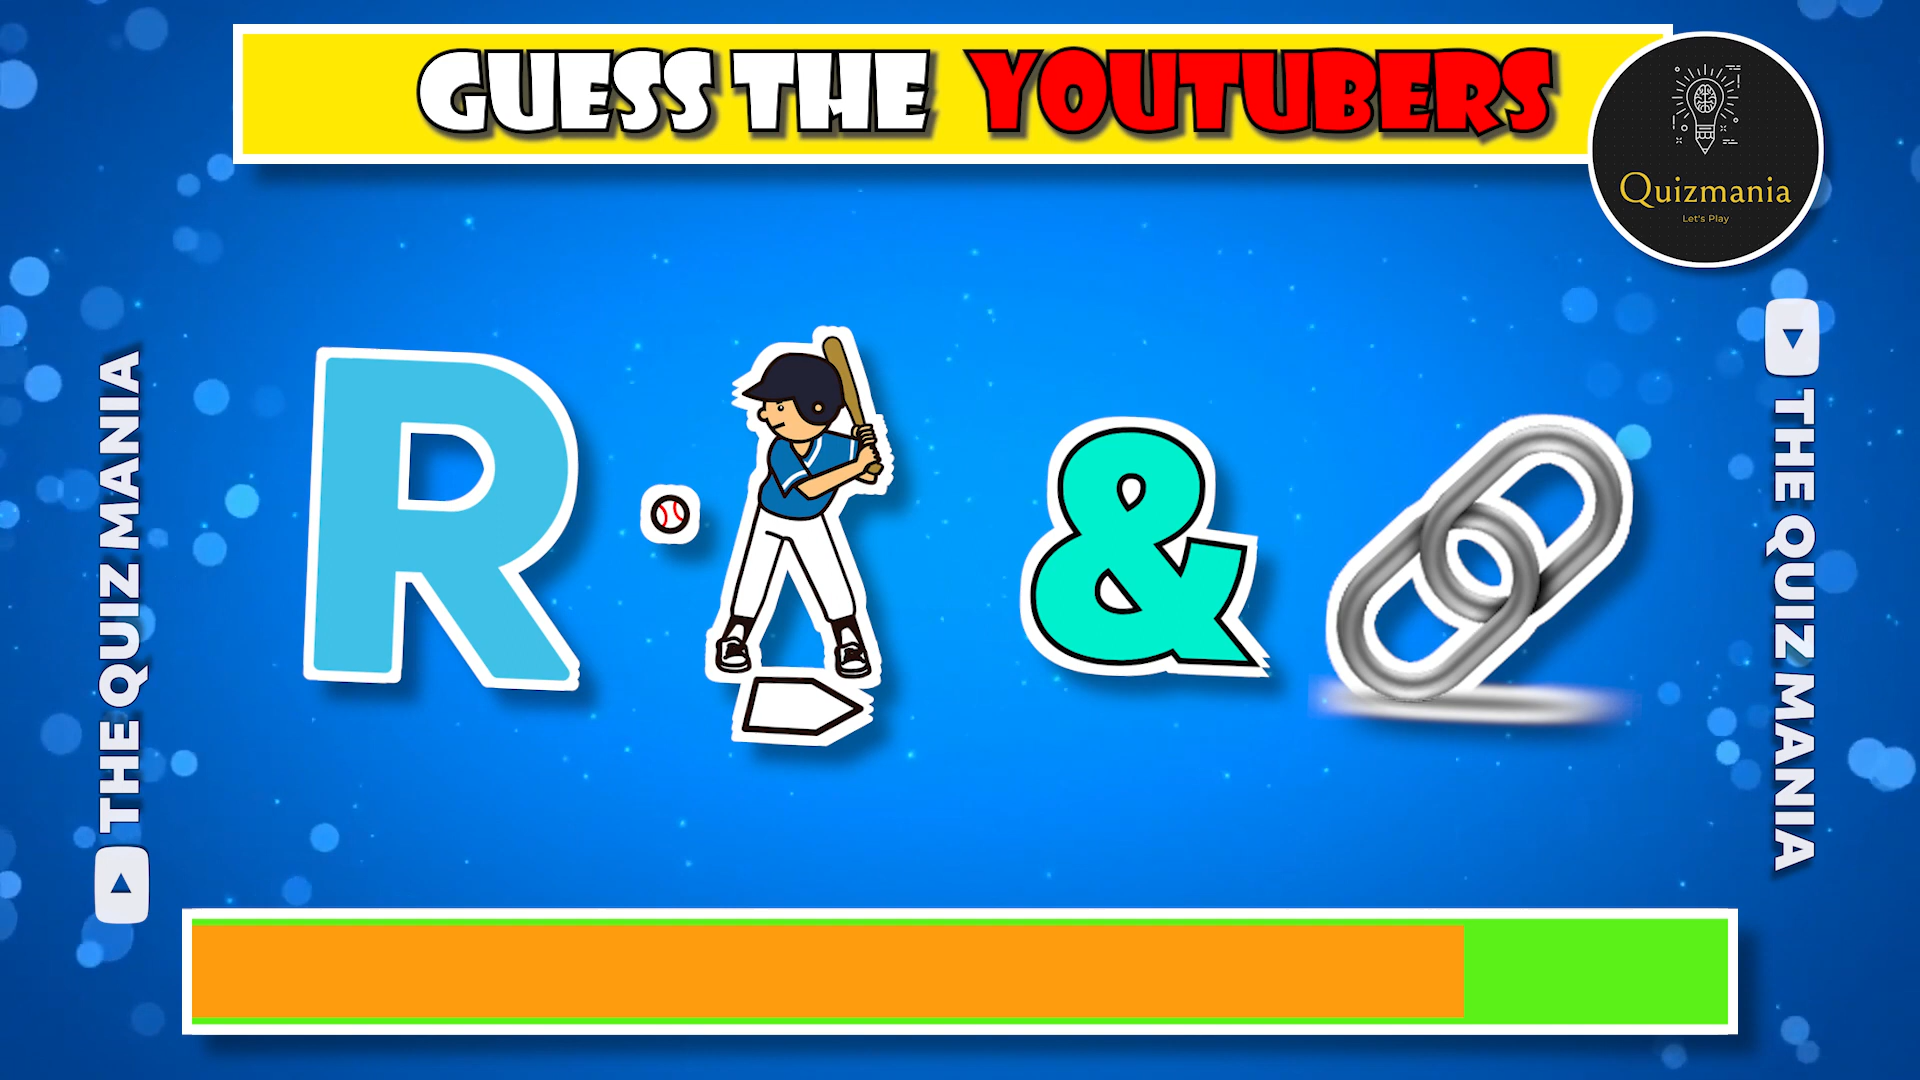 GUESS THE YOUTUBERS
Quizmania
Let's Play
THE QUIZ MANIA
R &
THE QUIZ MANIA